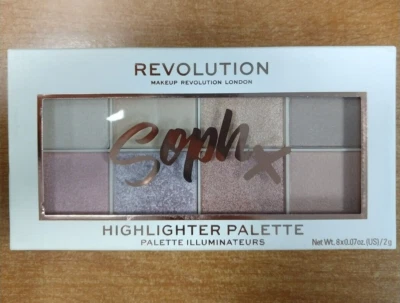 REVOLUTION
MAKEUP REVOLUTION LONDON
Soph x
HIGHLIGHTER PALETTE
PALETTE ILLUMINATEURS
Net Wt. 8x0.07oz. (US) / 2g